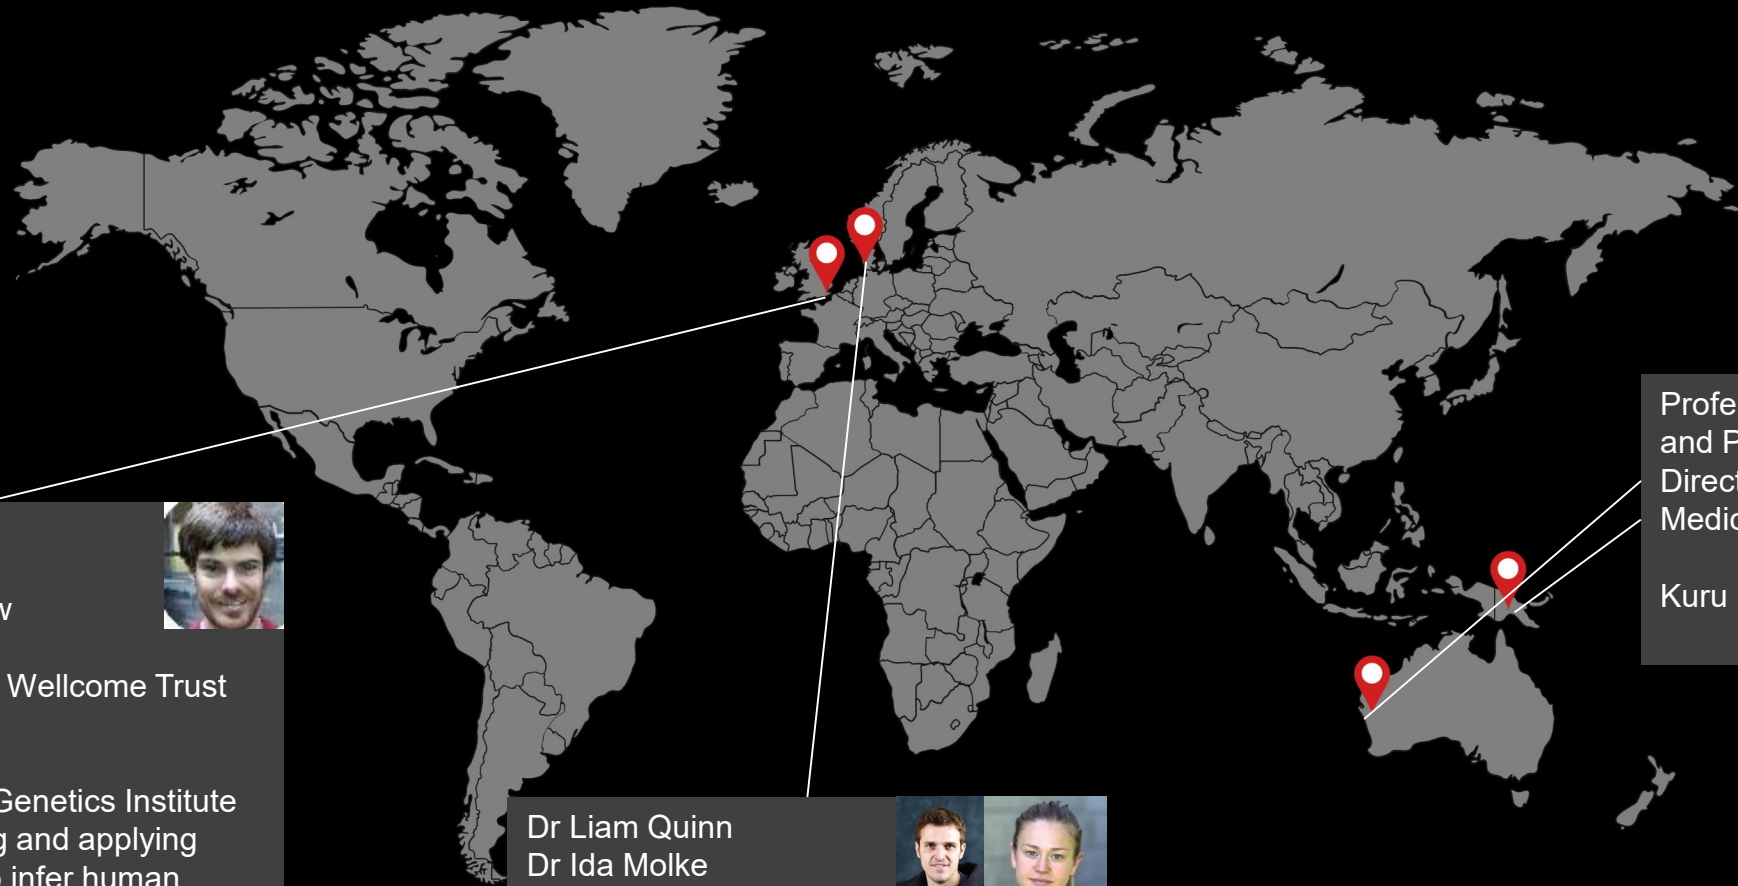 w
Wellcome Trust
Genetics Institute
g and applying
infer human
Dr Liam Quinn
Dr Ida Molke
Profe
and P
Direct
Medic
Kuru